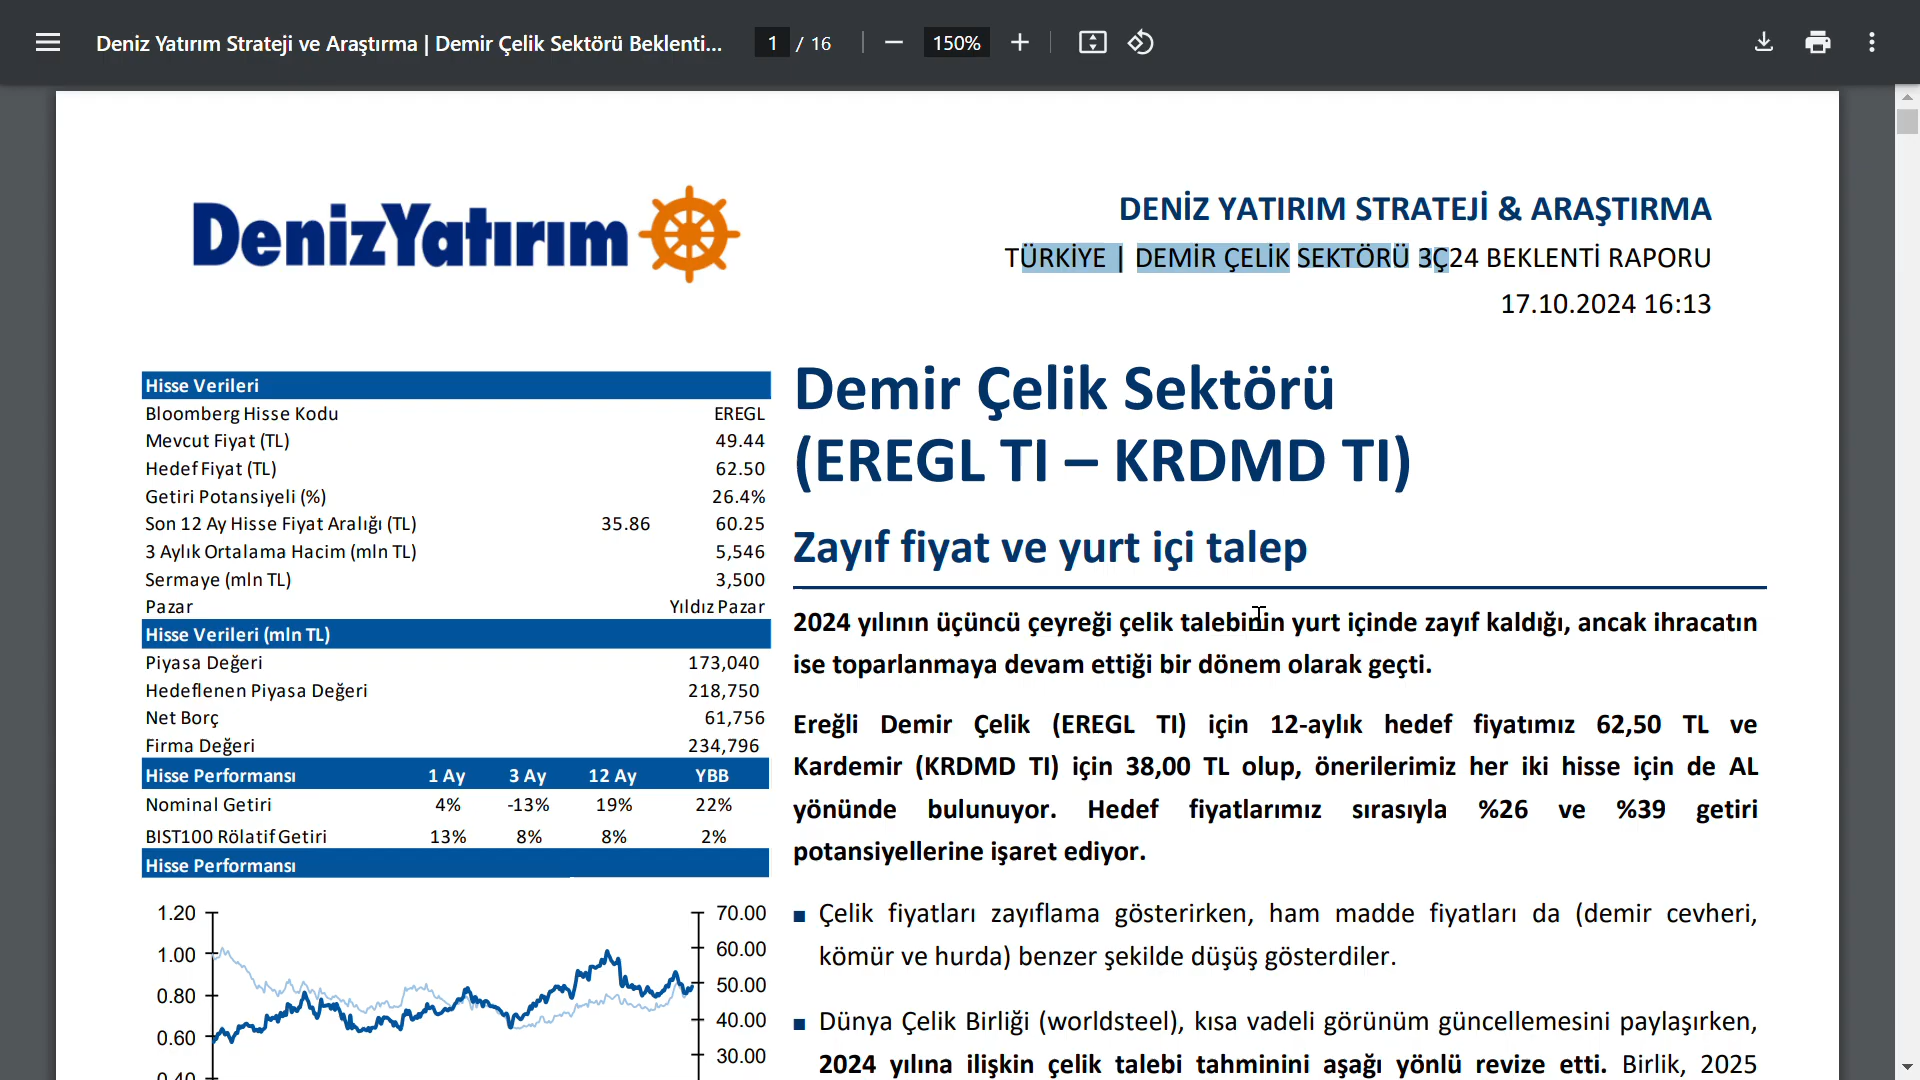 Deniz Yatırım Strateji ve Araştırma | Demir Çelik Sektörü Beklenti...
1 / 16
150%
DenizYatırım
DENİZ YATIRIM STRATEJİ & ARAŞTIRMA
TÜRKİYE | DEMİR ÇELİK SEKTÖRÜ 3Ç24 BEKLENTİ RAPORU
17.10.2024 16:13
Hisse Verileri
Bloomberg Hisse Kodu EREGL
Mevcut Fiyat (TL) 49.44
Hedef Fiyat (TL) 62.50
Getiri Potansiyeli (%) 26.4%
Son 12 Ay Hisse Fiyat Aralığı (TL) 35.86 60.25
3 Aylık Ortalama Hacim (mln TL) 5,546
Sermaye (mln TL) 3,500
Pazar Yıldız Pazar
Hisse Verileri (mln TL)
Piyasa Değeri 173,040
Hedeflenen Piyasa Değeri 218,750
Net Borç 61,756
Firma Değeri 234,796
Hisse Performansı 1 Ay 3 Ay 12 Ay YBB
Nominal Getiri 4% -13% 19% 22%
BIST100 Rölatif Getiri 13% 8% 8% 2%
Hisse Performansı
1.20 70.00
1.00 60.00
0.80 50.00
0.60 40.00
0.40 30.00
Demir Çelik Sektörü
(EREGL TI – KRDMD TI)
Zayıf fiyat ve yurt içi talep
2024 yılının üçüncü çeyreği çelik talebinin yurt içinde zayıf kaldığı, ancak ihracatın
ise toparlanmaya devam ettiği bir dönem olarak geçti.
Ereğli Demir Çelik (EREGL TI) için 12-aylık hedef fiyatımız 62,50 TL ve
Kardemir (KRDMD TI) için 38,00 TL olup, önerilerimiz her iki hisse için de AL
yönünde bulunuyor. Hedef fiyatlarımız sırasıyla %26 ve %39 getiri
potansiyellerine işaret ediyor.
■ Çelik fiyatları zayıflama gösterirken, ham madde fiyatları da (demir cevheri,
kömür ve hurda) benzer şekilde düşüş gösterdiler.
■ Dünya Çelik Birliği (worldsteel), kısa vadeli görünüm güncellemesini paylaşırken,
2024 yılına ilişkin çelik talebi tahminini aşağı yönlü revize etti. Birlik, 2025